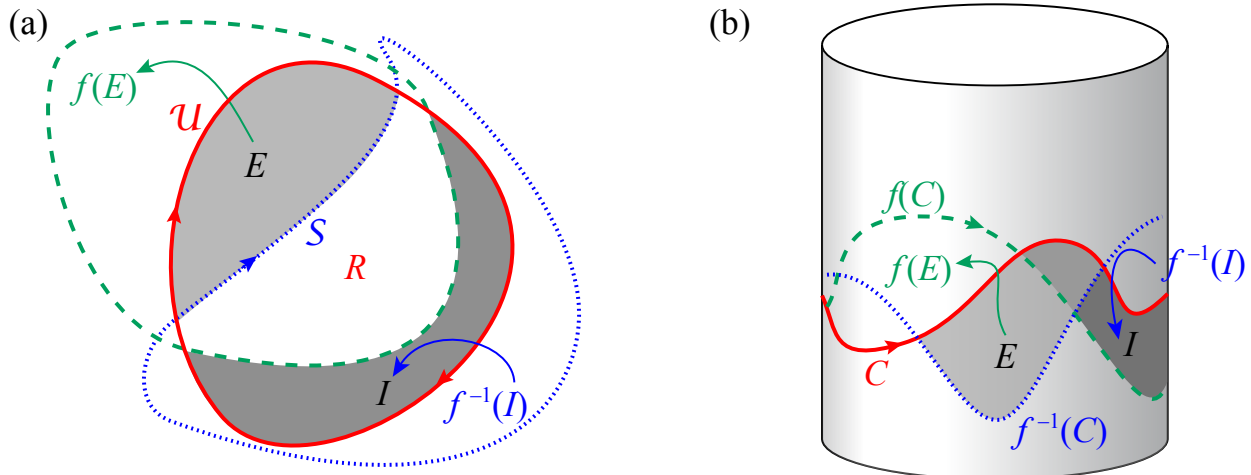 (a)
f(E)
𝒰
E
𝒮
R
I
f⁻¹(I)
(b)
f(C)
f(E)
f⁻¹(I)
E
I
C
f⁻¹(C)